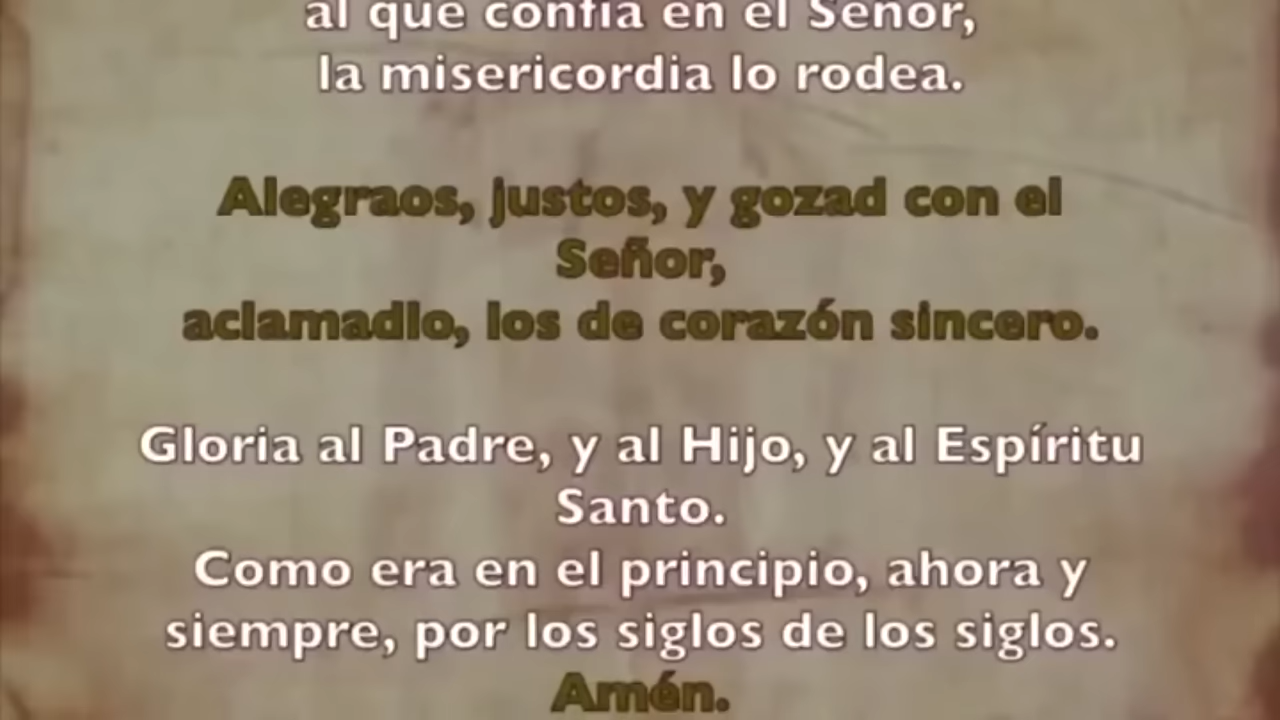 al que confía en el Señor,
la misericordia lo rodea.
Alegraos, justos, y gozad con el
Señor,
aclamadlo, los de corazón sincero.
Gloria al Padre, y al Hijo, y al Espíritu
Santo.
Como era en el principio, ahora y
siempre, por los siglos de los siglos.
Amén.